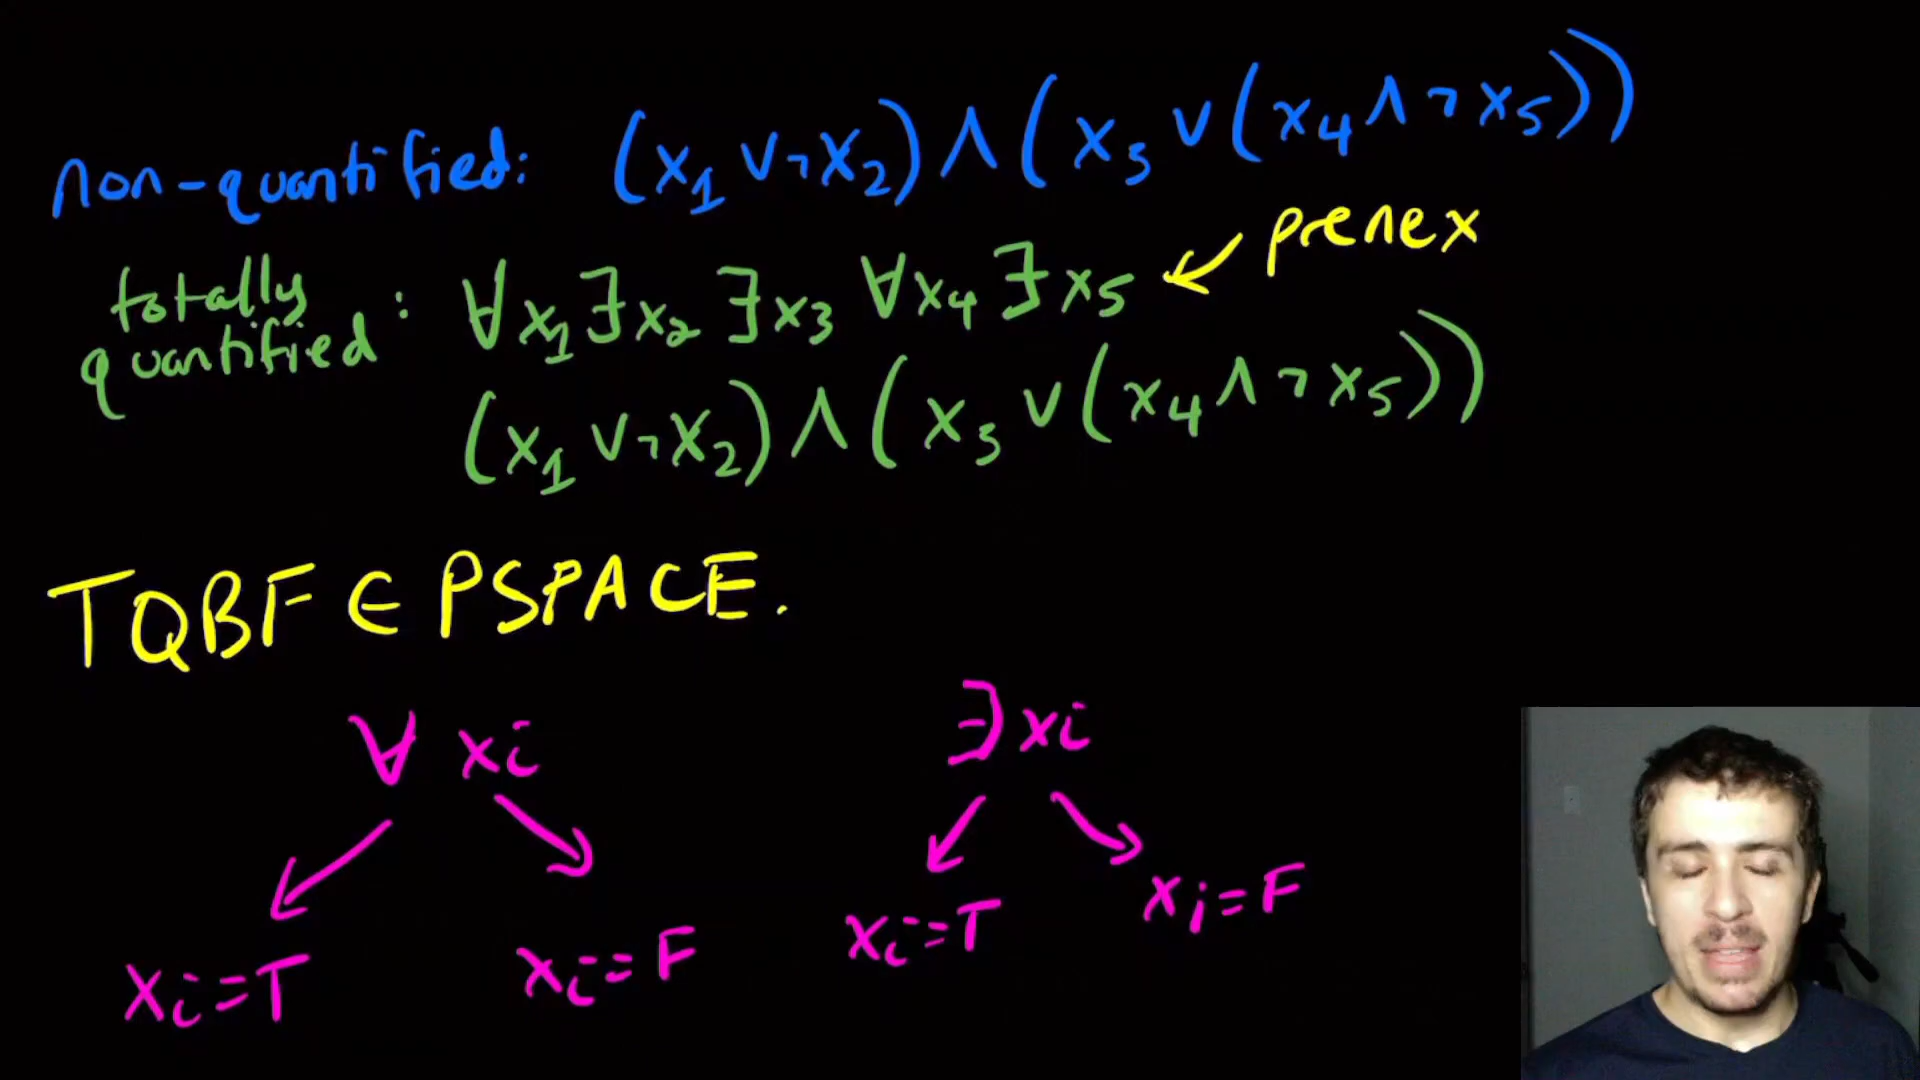 non-quantified: (x₁ ∨ ¬x₂) ∧ (x₃ ∨ (x₄ ∧ ¬x₅))
prenex
totally quantified: ∀x₁ ∃x₂ ∃x₃ ∀x₄ ∃x₅
(x₁ ∨ ¬x₂) ∧ (x₃ ∨ (x₄ ∧ ¬x₅))
TQBF ∈ PSPACE.
∀ xᵢ ∃ xᵢ
xᵢ = T xᵢ = F xᵢ = T xᵢ = F